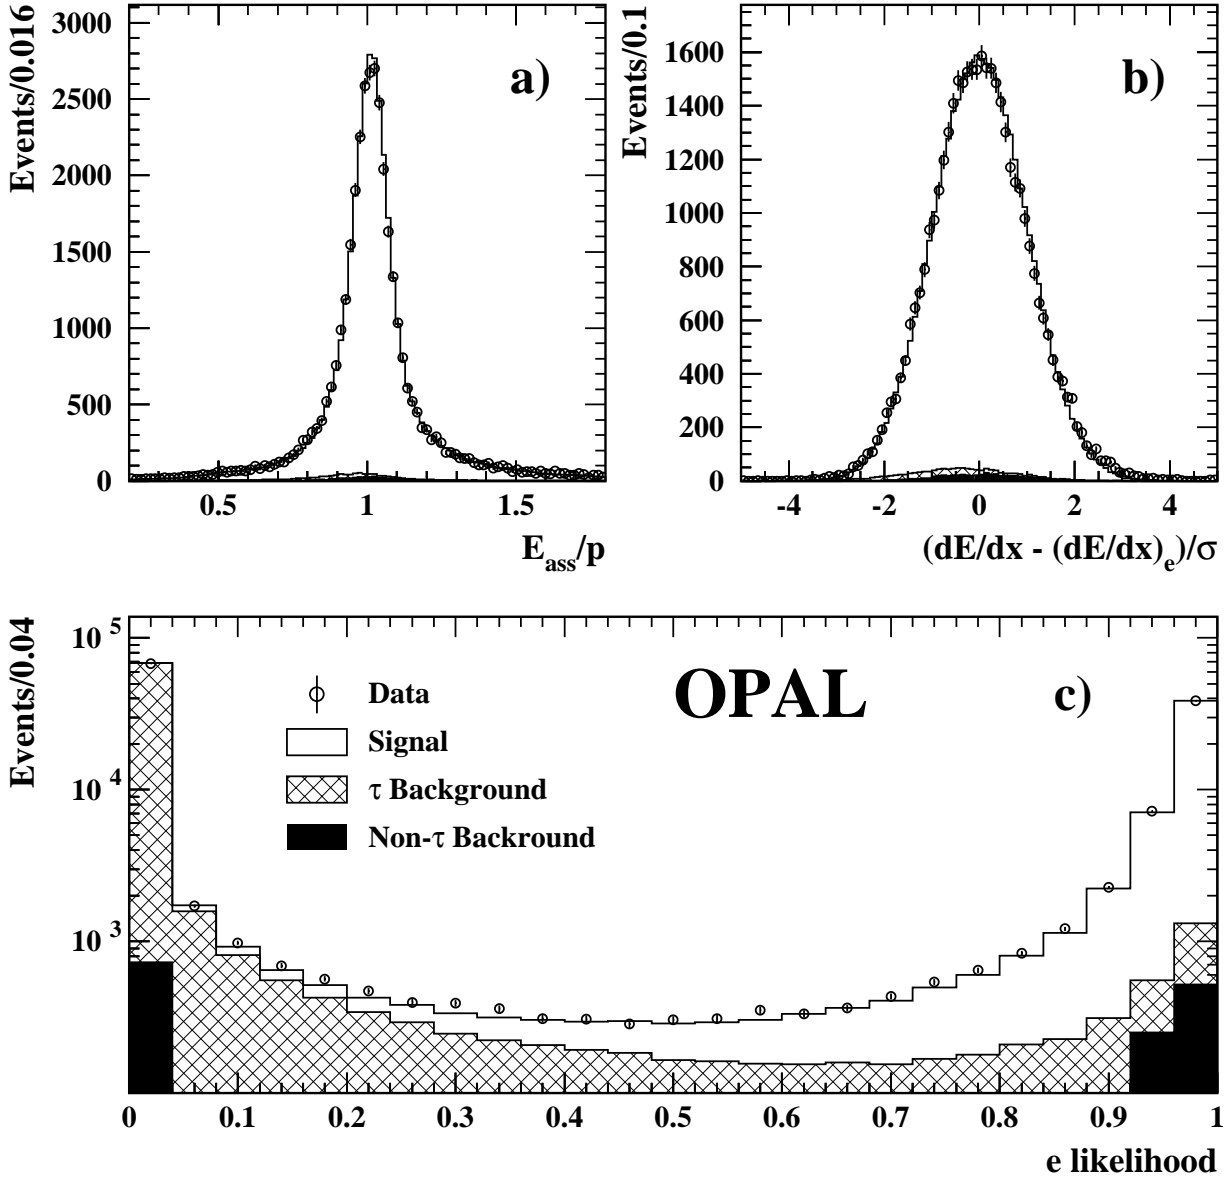 Events/0.016
3000
2500
2000
1500
1000
500
0
a)
0.5 1 1.5
E_ass/p
Events/0.1
1600
1400
1200
1000
800
600
400
200
0
b)
-4 -2 0 2 4
(dE/dx - (dE/dx)_e)/σ
Events/0.04
10^5
10^4
10^3
Data
Signal
τ Background
Non-τ Backround
OPAL
c)
0 0.1 0.2 0.3 0.4 0.5 0.6 0.7 0.8 0.9 1
e likelihood